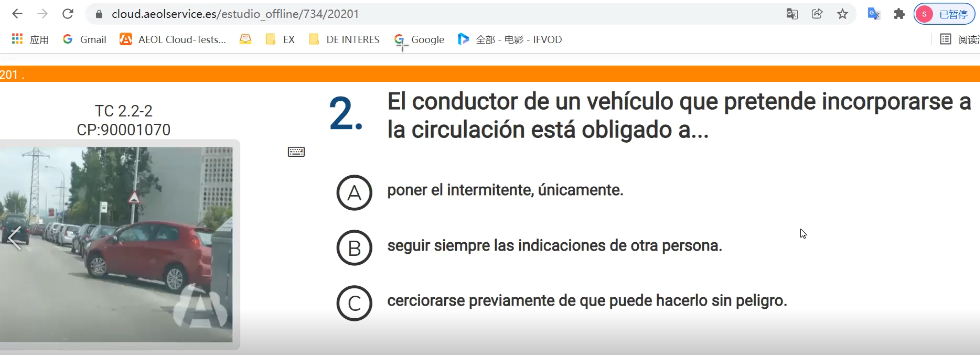 cloud.aeolservice.es/estudio_offline/734/20201
已暂停
应用 Gmail AEOL Cloud-Tests... EX DE INTERES Google 全部 - 电影 - IFVOD 阅读
201 .
TC 2.2-2
CP:90001070
2. El conductor de un vehículo que pretende incorporarse a
la circulación está obligado a...
A poner el intermitente, únicamente.
B seguir siempre las indicaciones de otra persona.
C cerciorarse previamente de que puede hacerlo sin peligro.